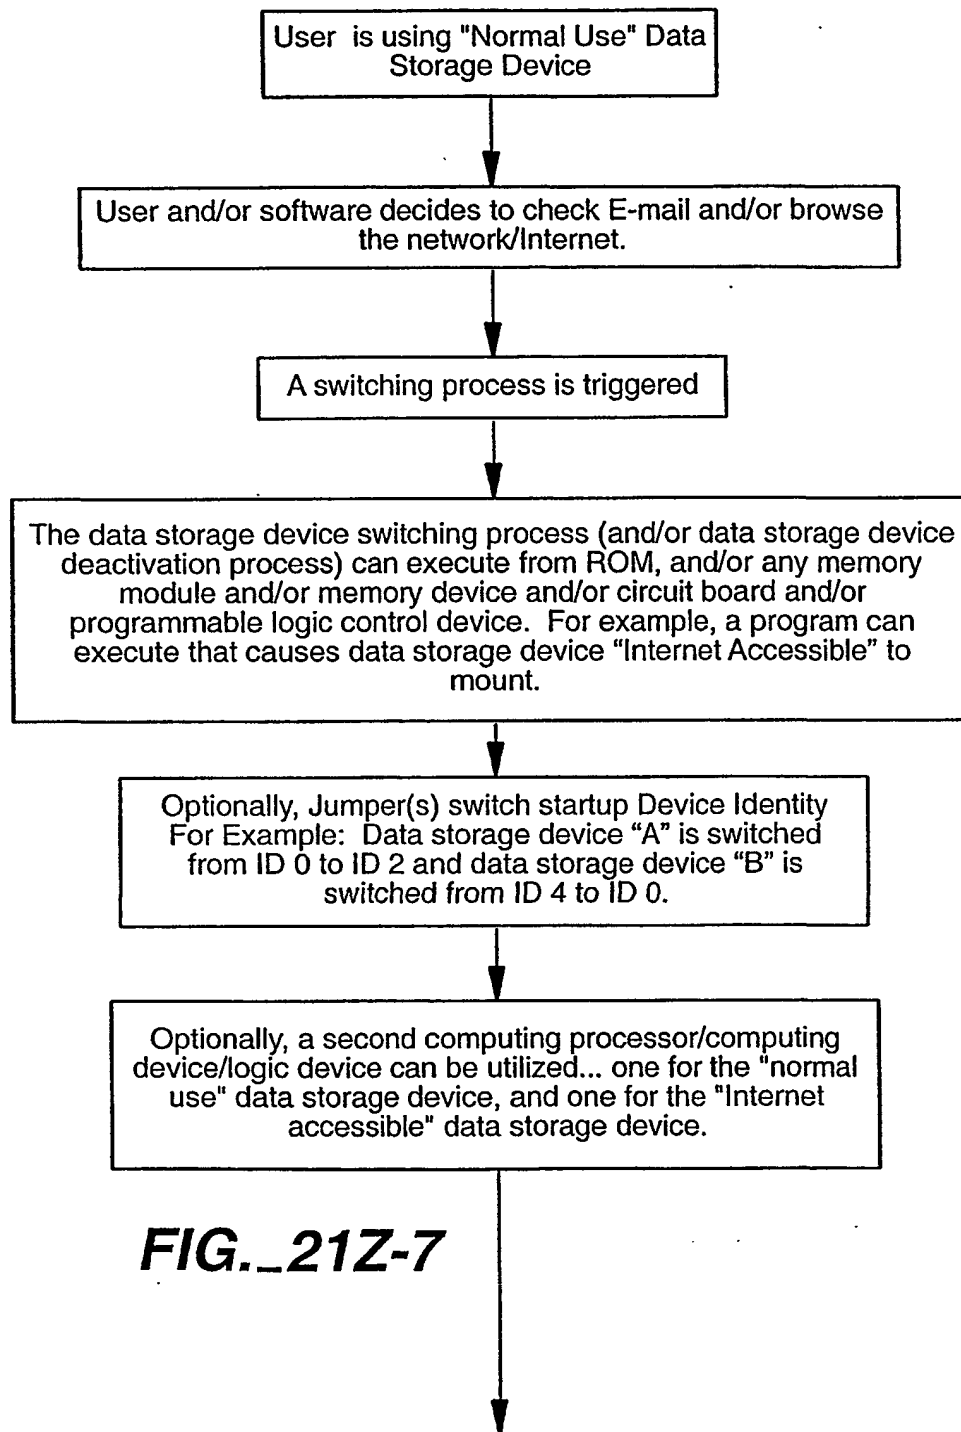 User is using "Normal Use" Data
Storage Device
User and/or software decides to check E-mail and/or browse
the network/Internet.
A switching process is triggered
The data storage device switching process (and/or data storage device
deactivation process) can execute from ROM, and/or any memory
module and/or memory device and/or circuit board and/or
programmable logic control device. For example, a program can
execute that causes data storage device “Internet Accessible” to
mount.
Optionally, Jumper(s) switch startup Device Identity
For Example: Data storage device “A” is switched
from ID 0 to ID 2 and data storage device “B” is
switched from ID 4 to ID 0.
Optionally, a second computing processor/computing
device/logic device can be utilized... one for the "normal
use" data storage device, and one for the "Internet
accessible" data storage device.
FIG._21Z-7